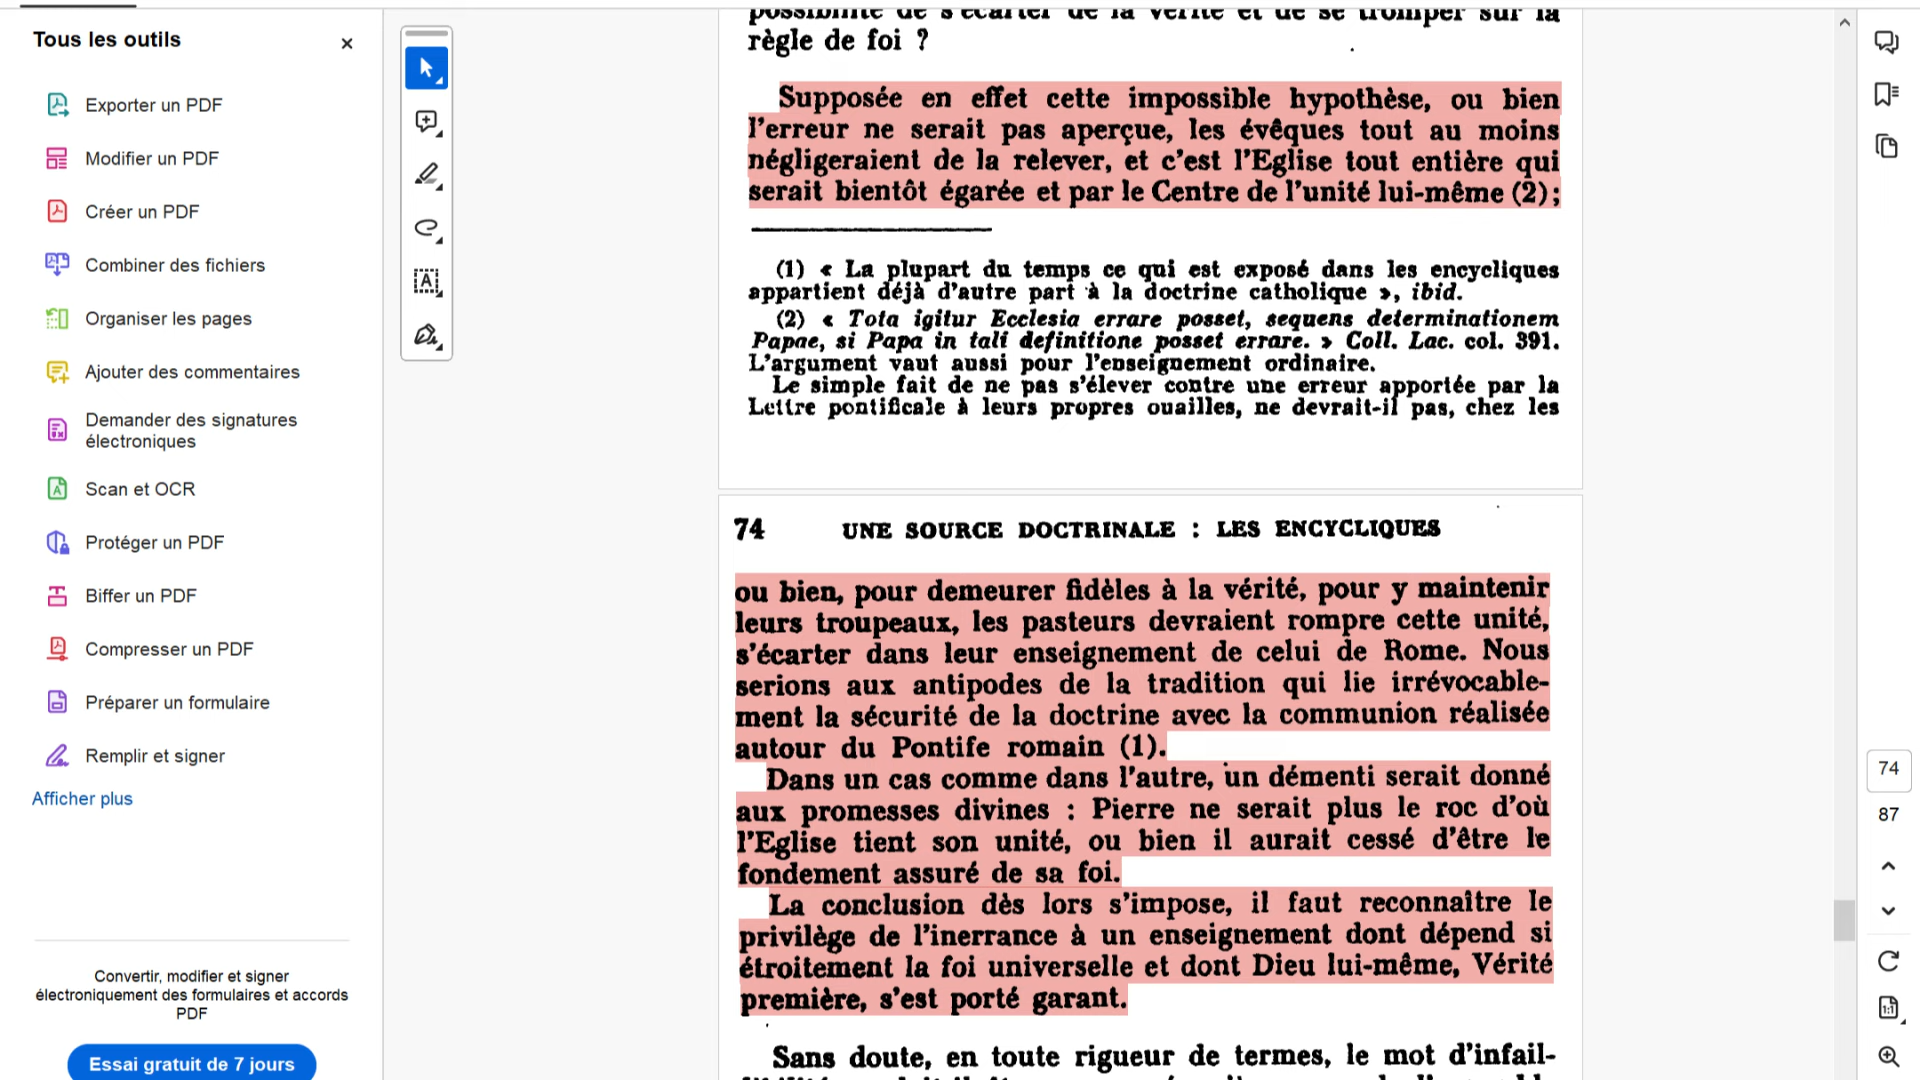 Tous les outils
Exporter un PDF
Modifier un PDF
Créer un PDF
Combiner des fichiers
Organiser les pages
Ajouter des commentaires
Demander des signatures
électroniques
Scan et OCR
Protéger un PDF
Biffer un PDF
Compresser un PDF
Préparer un formulaire
Remplir et signer
Afficher plus
Convertir, modifier et signer
électroniquement des formulaires et accords
PDF
Essai gratuit de 7 jours
possibilité de s'écarter de la vérité et de se tromper sur la
règle de foi ?
Supposée en effet cette impossible hypothèse, ou bien
l'erreur ne serait pas aperçue, les évêques tout au moins
négligeraient de la relever, et c'est l'Eglise tout entière qui
serait bientôt égarée et par le Centre de l'unité lui-même (2);
(1) « La plupart du temps ce qui est exposé dans les encycliques
appartient déjà d'autre part à la doctrine catholique », ibid.
(2) « Tota igitur Ecclesia errare posset, sequens determinationem
Papae, si Papa in tali definitione posset errare. » Coll. Lac. col. 391.
L'argument vaut aussi pour l'enseignement ordinaire.
Le simple fait de ne pas s'élever contre une erreur apportée par la
Lettre pontificale à leurs propres ouailles, ne devrait-il pas, chez les
74 UNE SOURCE DOCTRINALE : LES ENCYCLIQUES
ou bien, pour demeurer fidèles à la vérité, pour y maintenir
leurs troupeaux, les pasteurs devraient rompre cette unité,
s'écarter dans leur enseignement de celui de Rome. Nous
serions aux antipodes de la tradition qui lie irrévocable-
ment la sécurité de la doctrine avec la communion réalisée
autour du Pontife romain (1).
Dans un cas comme dans l'autre, un démenti serait donné
aux promesses divines : Pierre ne serait plus le roc d'où
l'Eglise tient son unité, ou bien il aurait cessé d'être le
fondement assuré de sa foi.
La conclusion dès lors s'impose, il faut reconnaître le
privilège de l'inerrance à un enseignement dont dépend si
étroitement la foi universelle et dont Dieu lui-même, Vérité
première, s'est porté garant.
Sans doute, en toute rigueur de termes, le mot d'infail-
74
87